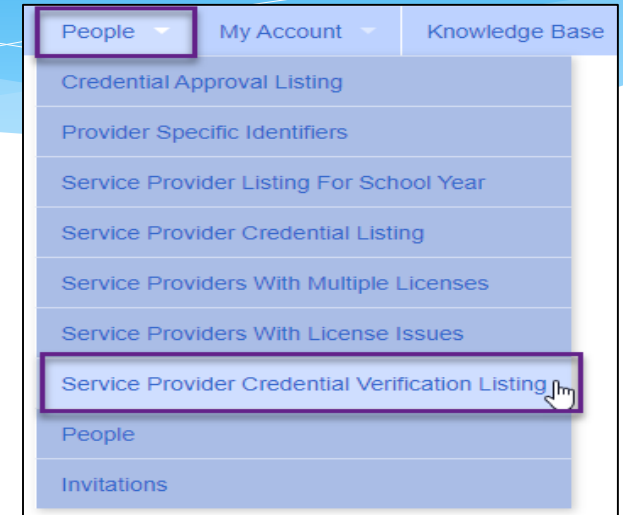 People My Account Knowledge Base
Credential Approval Listing
Provider Specific Identifiers
Service Provider Listing For School Year
Service Provider Credential Listing
Service Providers With Multiple Licenses
Service Providers With License Issues
Service Provider Credential Verification Listing
People
Invitations